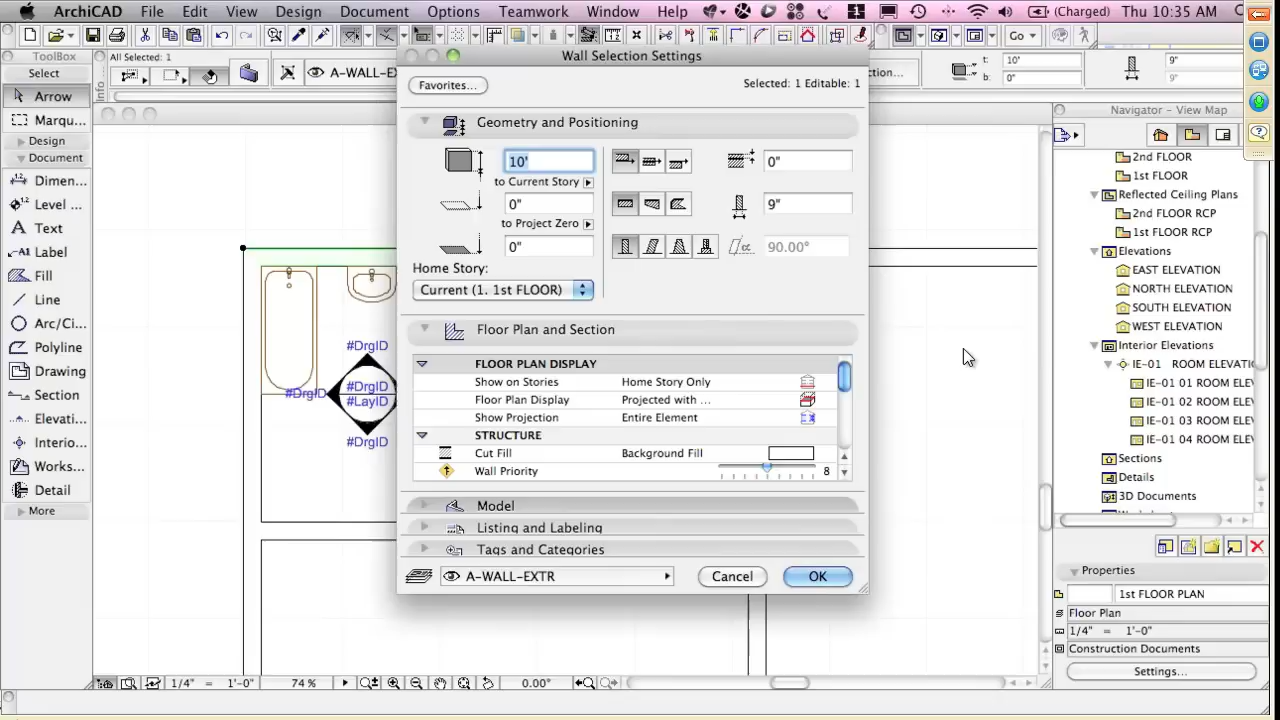 ArchiCAD File Edit View Design Document Options Teamwork Window Help (Charged) Thu 10:35 AM
ToolBox
Select
Arrow
Marqu...
Design
Document
Dimen...
Level ...
Text
Label
Fill
Line
Arc/Ci...
Polyline
Drawing
Section
Elevati...
Interio...
Works...
Detail
More
All Selected: 1
Info
A-WALL-EX
Go
ction...
t: 10'
b: 0"
9"
9"
#DrgID
#DrgID
#DrgID
#LayID
#DrgID
Wall Selection Settings
Favorites...
Selected: 1 Editable: 1
Geometry and Positioning
10'
to Current Story
0"
to Project Zero
0"
Home Story:
Current (1. 1st FLOOR)
0"
9"
α
90.00°
Floor Plan and Section
FLOOR PLAN DISPLAY
Show on Stories Home Story Only
Floor Plan Display Projected with ...
Show Projection Entire Element
STRUCTURE
Cut Fill Background Fill
Wall Priority 8
Model
Listing and Labeling
Tags and Categories
A-WALL-EXTR
Cancel
OK
1/4" = 1'-0" 74 % 0.00°
Navigator - View Map
2nd FLOOR
1st FLOOR
Reflected Ceiling Plans
2nd FLOOR RCP
1st FLOOR RCP
Elevations
EAST ELEVATION
NORTH ELEVATION
SOUTH ELEVATION
WEST ELEVATION
Interior Elevations
IE-01 ROOM ELEVATI
IE-01 01 ROOM ELEV
IE-01 02 ROOM ELEV
IE-01 03 ROOM ELEV
IE-01 04 ROOM ELEV
Sections
Details
3D Documents
Properties
1st FLOOR PLAN
Floor Plan
1/4" = 1'-0"
Construction Documents
Settings...